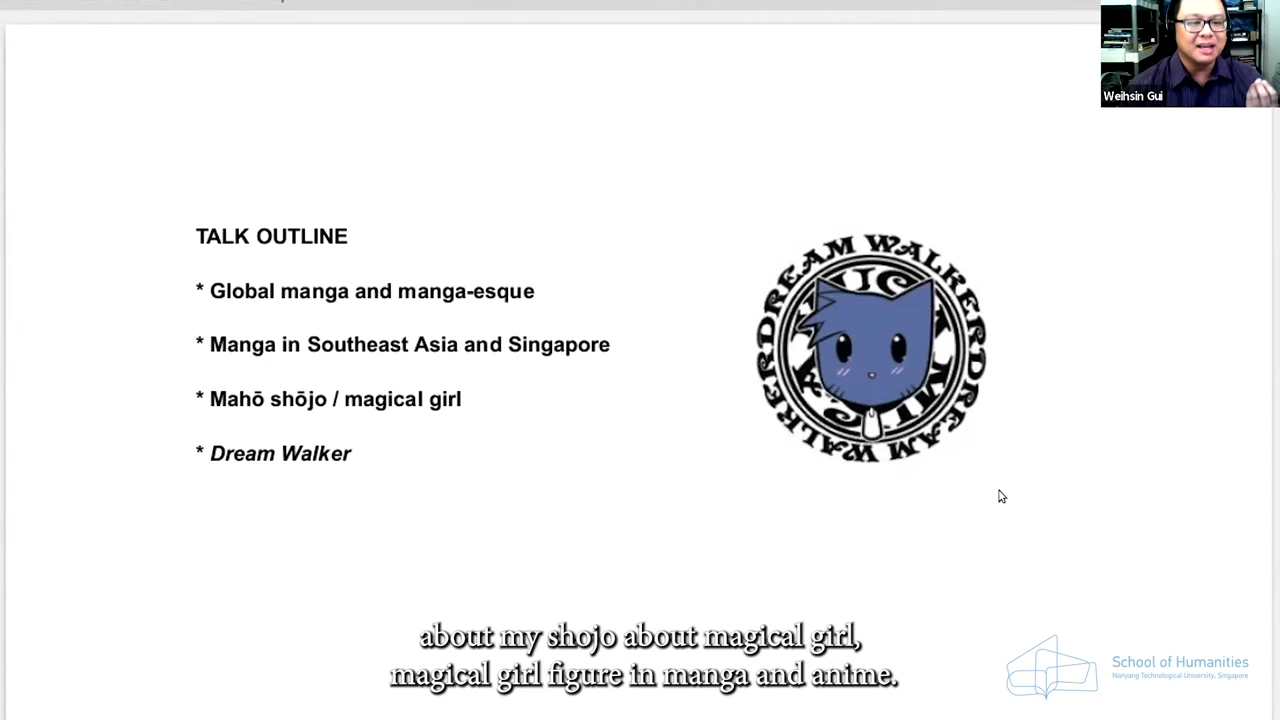 Weihsin Gui
TALK OUTLINE
* Global manga and manga-esque
* Manga in Southeast Asia and Singapore
* Mahō shōjo / magical girl
* Dream Walker
DREAM WALKERDREAM WALKERDREAM WALKER
about my shojo about magical girl,
magical girl figure in manga and anime.
School of Humanities
Nanyang Technological University, Singapore